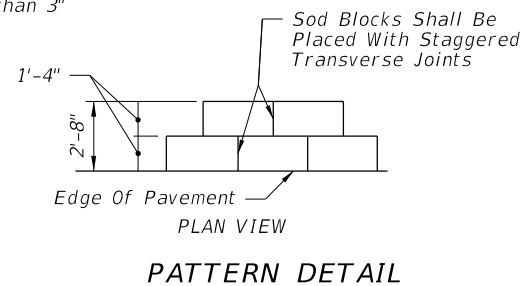 than 3"
Sod Blocks Shall Be
Placed With Staggered
Transverse Joints
1'-4"
2'-8"
Edge Of Pavement
PLAN VIEW
PATTERN DETAIL